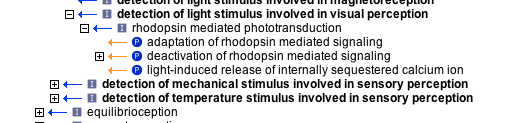 detection of light stimulus involved in magnetoreception
detection of light stimulus involved in visual perception
I rhodopsin mediated phototransduction
P adaptation of rhodopsin mediated signaling
P deactivation of rhodopsin mediated signaling
P light-induced release of internally sequestered calcium ion
I detection of mechanical stimulus involved in sensory perception
I detection of temperature stimulus involved in sensory perception
I equilibrioception